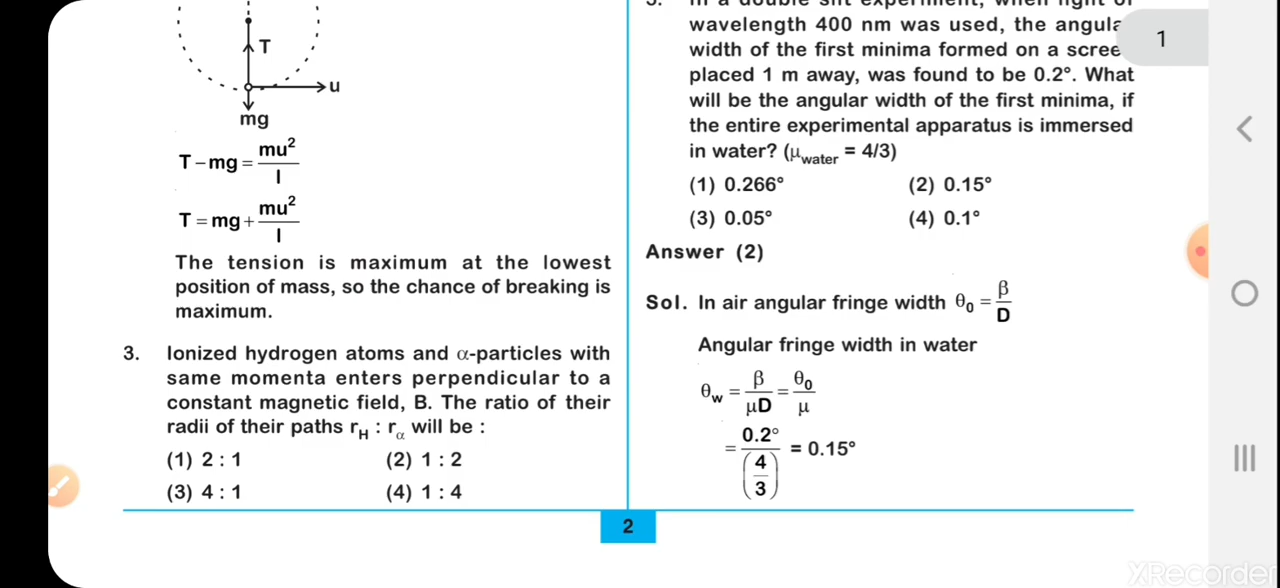 T
u
mg
T – mg = mu²/l
T = mg + mu²/l
The tension is maximum at the lowest
position of mass, so the chance of breaking is
maximum.
3. Ionized hydrogen atoms and α-particles with
same momenta enters perpendicular to a
constant magnetic field, B. The ratio of their
radii of their paths r_H : r_α will be :
(1) 2 : 1 (2) 1 : 2
(3) 4 : 1 (4) 1 : 4
wavelength 400 nm was used, the
width of the first minima formed on a
placed 1 m away, was found to be 0.2°. What
will be the angular width of the first minima, if
the entire experimental apparatus is immersed
in water? (μ_water = 4/3)
(1) 0.266° (2) 0.15°
(3) 0.05° (4) 0.1°
Answer (2)
Sol. In air angular fringe width θ₀ = β/D
Angular fringe width in water
θ_w = β/μD = θ₀/μ
= 0.2°/(4/3) = 0.15°
2
1
XRecorder